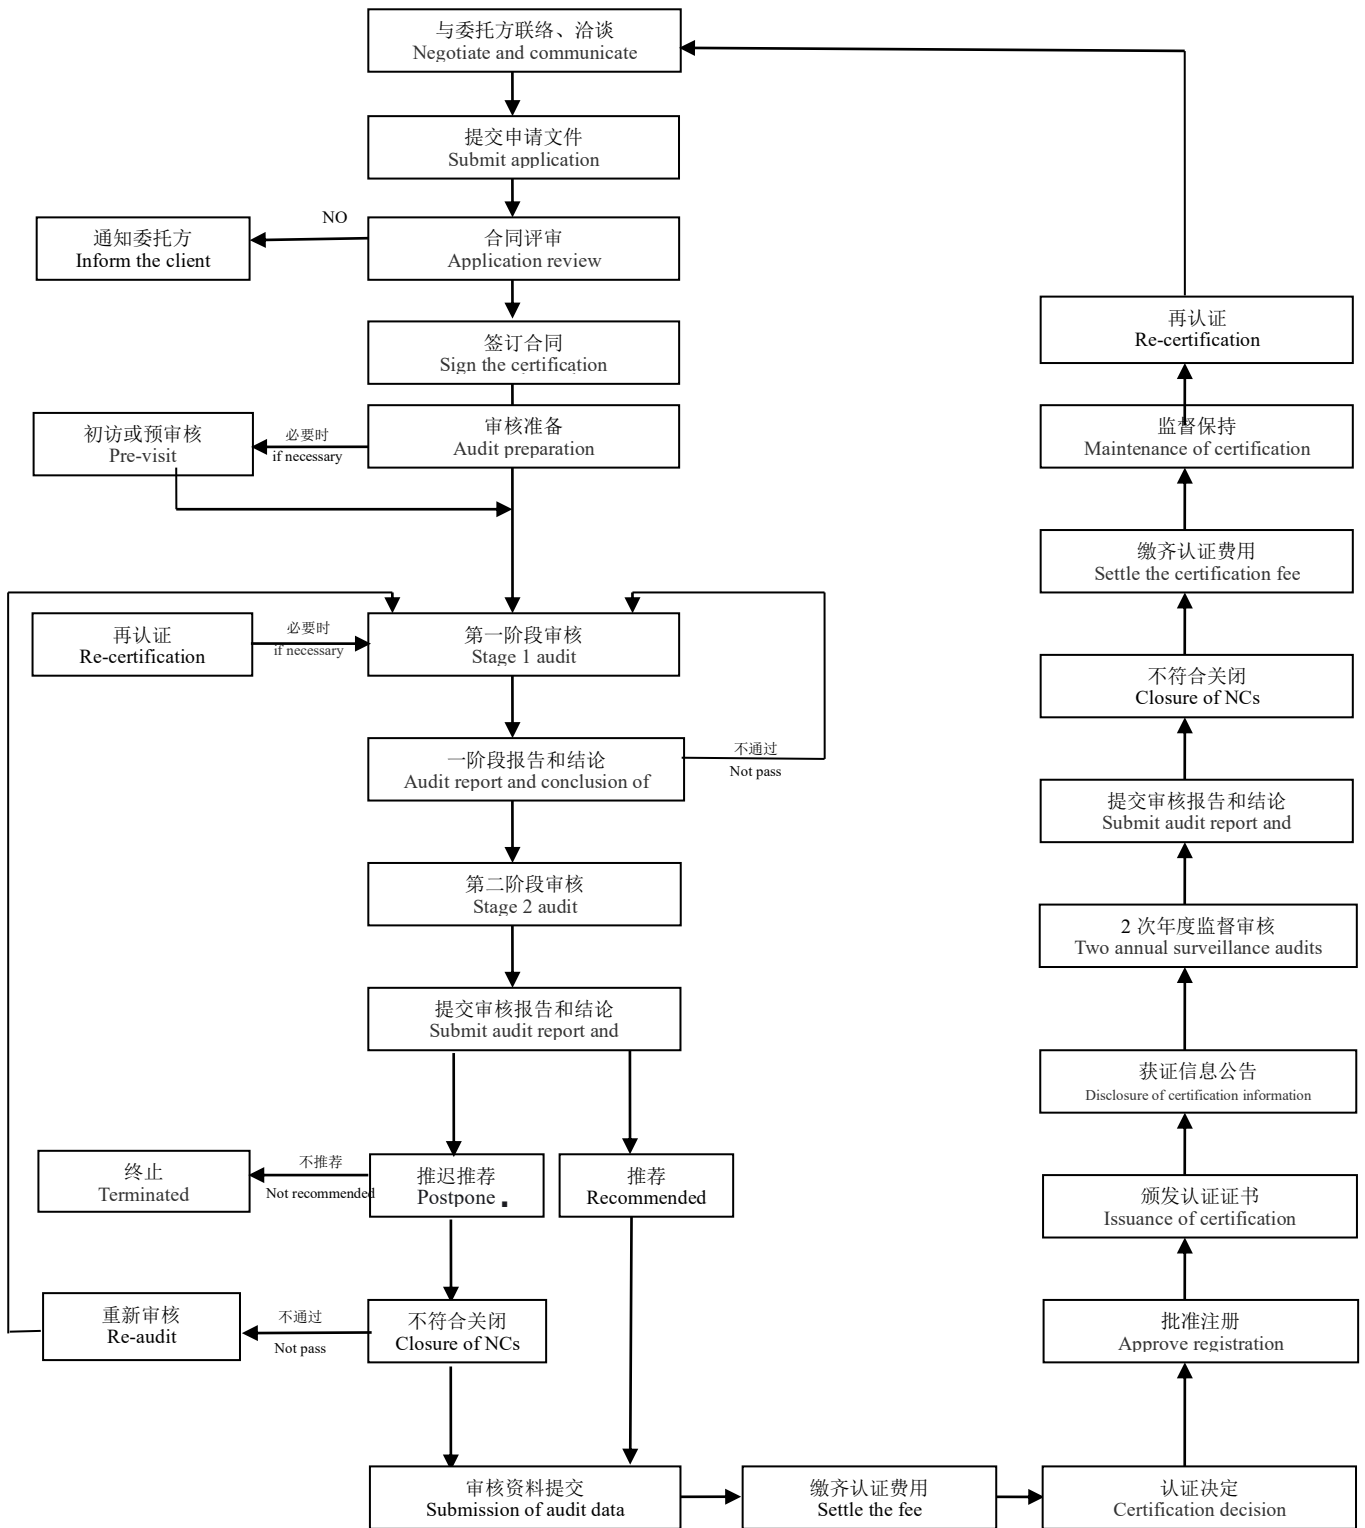 与委托方联络、洽谈
Negotiate and communicate
提交申请文件
Submit application
NO
通知委托方
Inform the client
合同评审
Application review
签订合同
Sign the certification
初访或预审核
Pre-visit
必要时
if necessary
审核准备
Audit preparation
再认证
Re-certification
必要时
if necessary
第一阶段审核
Stage 1 audit
一阶段报告和结论
Audit report and conclusion of
不通过
Not pass
第二阶段审核
Stage 2 audit
提交审核报告和结论
Submit audit report and
终止
Terminated
不推荐
Not recommended
推迟推荐
Postpone
推荐
Recommended
重新审核
Re-audit
不通过
Not pass
不符合关闭
Closure of NCs
审核资料提交
Submission of audit data
缴齐认证费用
Settle the fee
认证决定
Certification decision
批准注册
Approve registration
颁发认证证书
Issuance of certification
获证信息公告
Disclosure of certification information
2 次年度监督审核
Two annual surveillance audits
提交审核报告和结论
Submit audit report and
不符合关闭
Closure of NCs
缴齐认证费用
Settle the certification fee
监督保持
Maintenance of certification
再认证
Re-certification